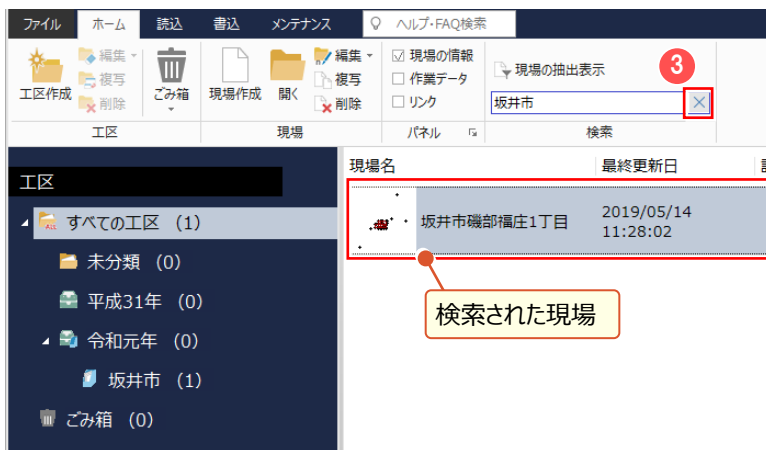 ファイル ホーム 読込 書込 メンテナンス ヘルプ・FAQ検索
工区作成 編集 複写 削除 ごみ箱 現場作成 開く 編集 複写 削除 現場の情報 作業データ リンク 現場の抽出表示 3
坂井市
工区 現場 パネル 検索
工区
すべての工区 (1)
未分類 (0)
平成31年 (0)
令和元年 (0)
坂井市 (1)
ごみ箱 (0)
現場名 最終更新日
坂井市磯部福庄1丁目 2019/05/14
11:28:02
検索された現場